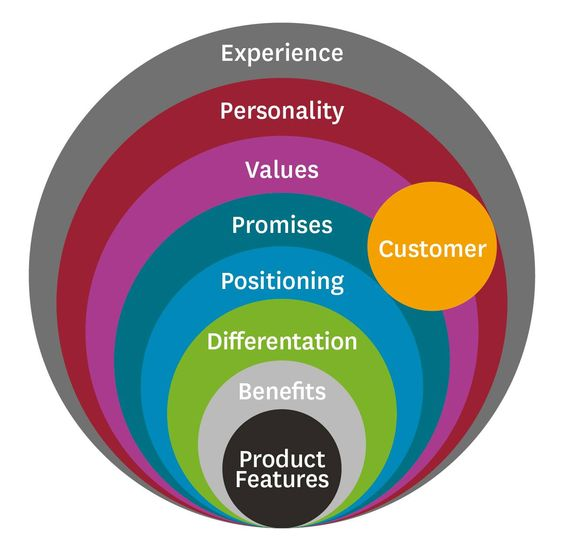 Experience
Personality
Values
Promises
Customer
Positioning
Differentation
Benefits
Product
Features